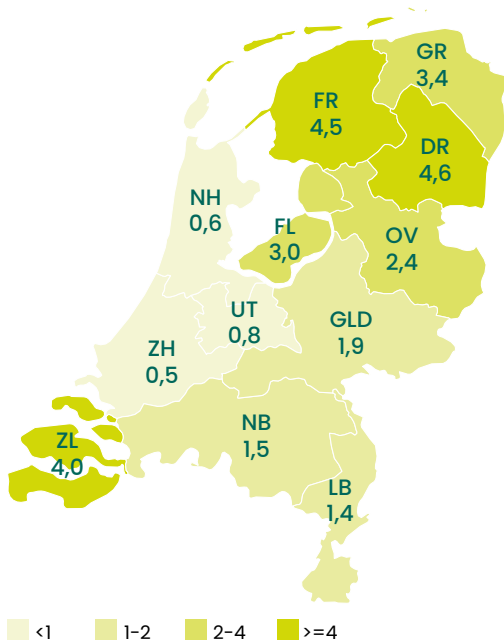 GR
3,4
FR
4,5
DR
4,6
NH
0,6
FL
3,0
OV
2,4
UT
0,8
GLD
1,9
ZH
0,5
NB
1,5
ZL
4,0
LB
1,4
<1 1-2 2-4 >=4